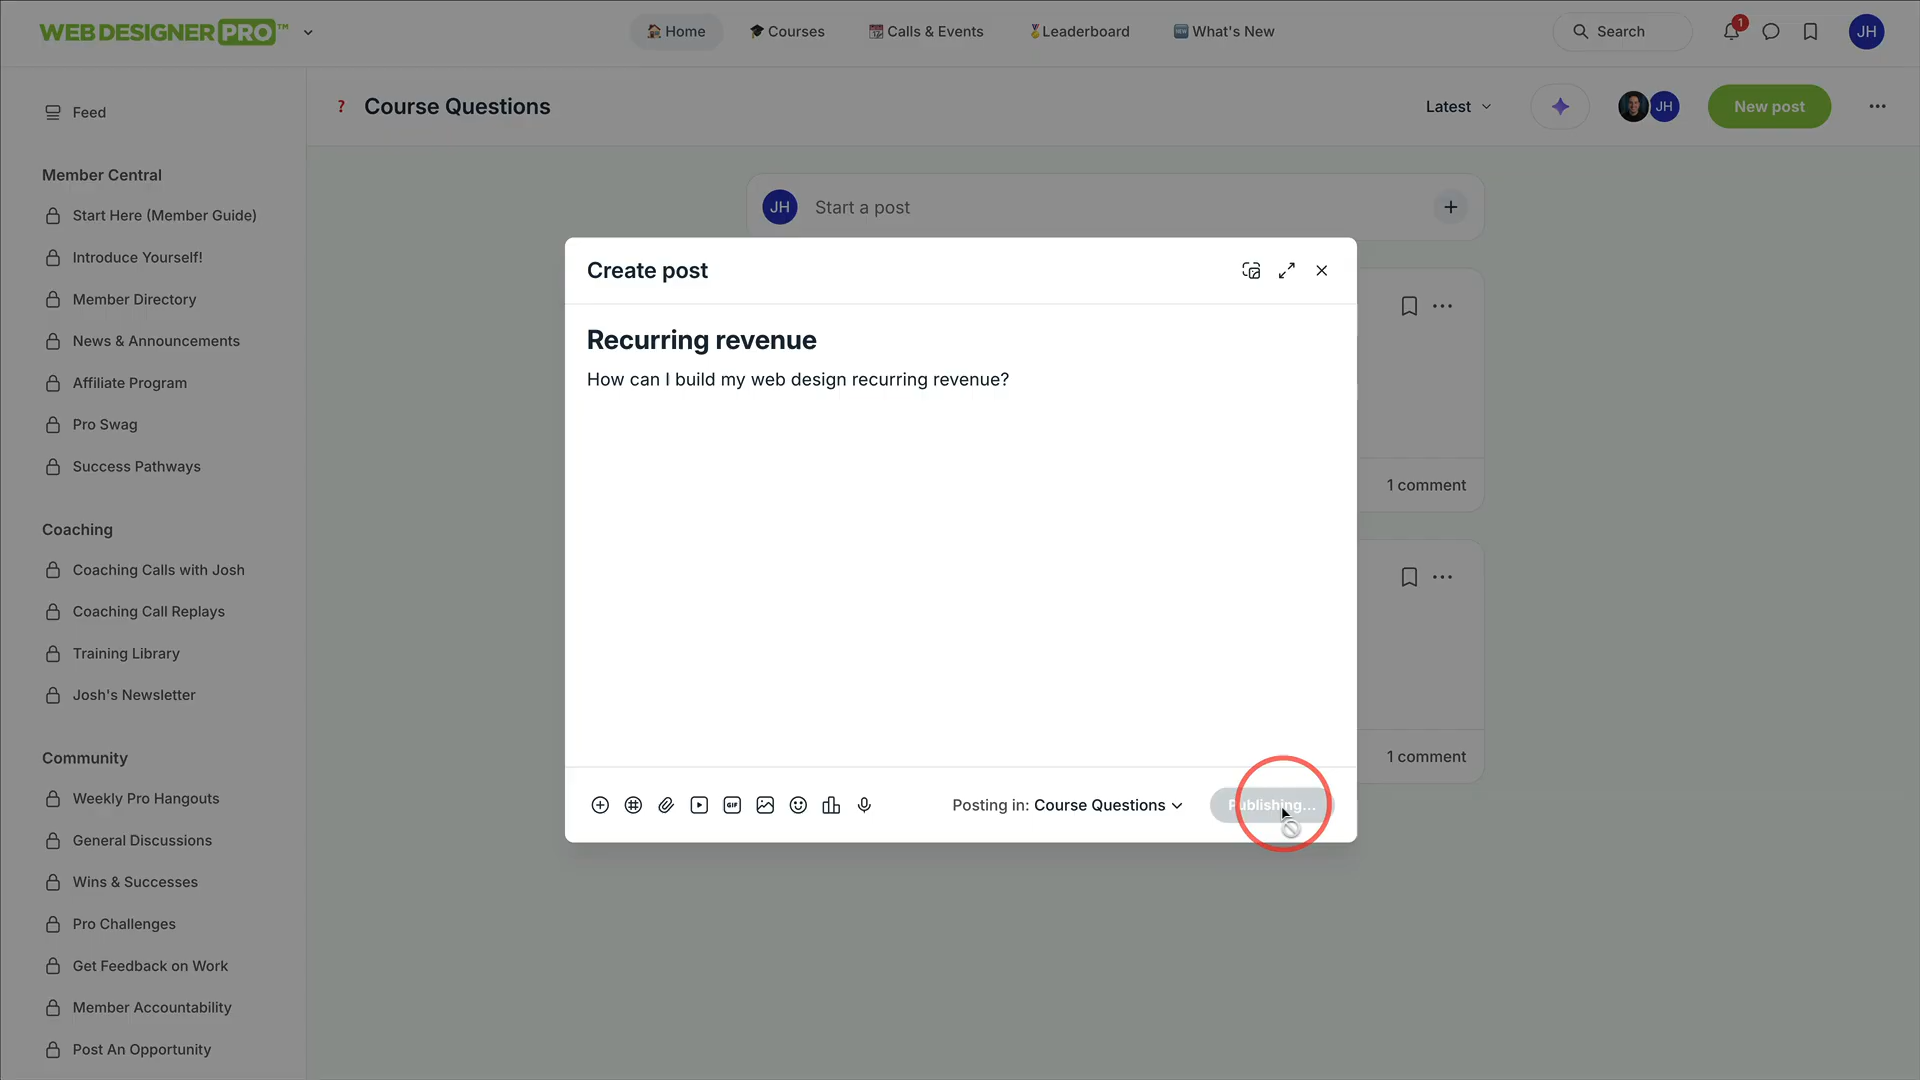 WEB DESIGNER PRO™
Home
Courses
Calls & Events
Leaderboard
What's New
Search
1
JH
Feed
? Course Questions
Latest
JH
New post
Member Central
Start Here (Member Guide)
Introduce Yourself!
Member Directory
News & Announcements
Affiliate Program
Pro Swag
Success Pathways
Coaching
Coaching Calls with Josh
Coaching Call Replays
Training Library
Josh's Newsletter
Community
Weekly Pro Hangouts
General Discussions
Wins & Successes
Pro Challenges
Get Feedback on Work
Member Accountability
Post An Opportunity
JH
Start a post
Create post
Recurring revenue
How can I build my web design recurring revenue?
GIF
Posting in: Course Questions
Publishing...
1 comment
1 comment